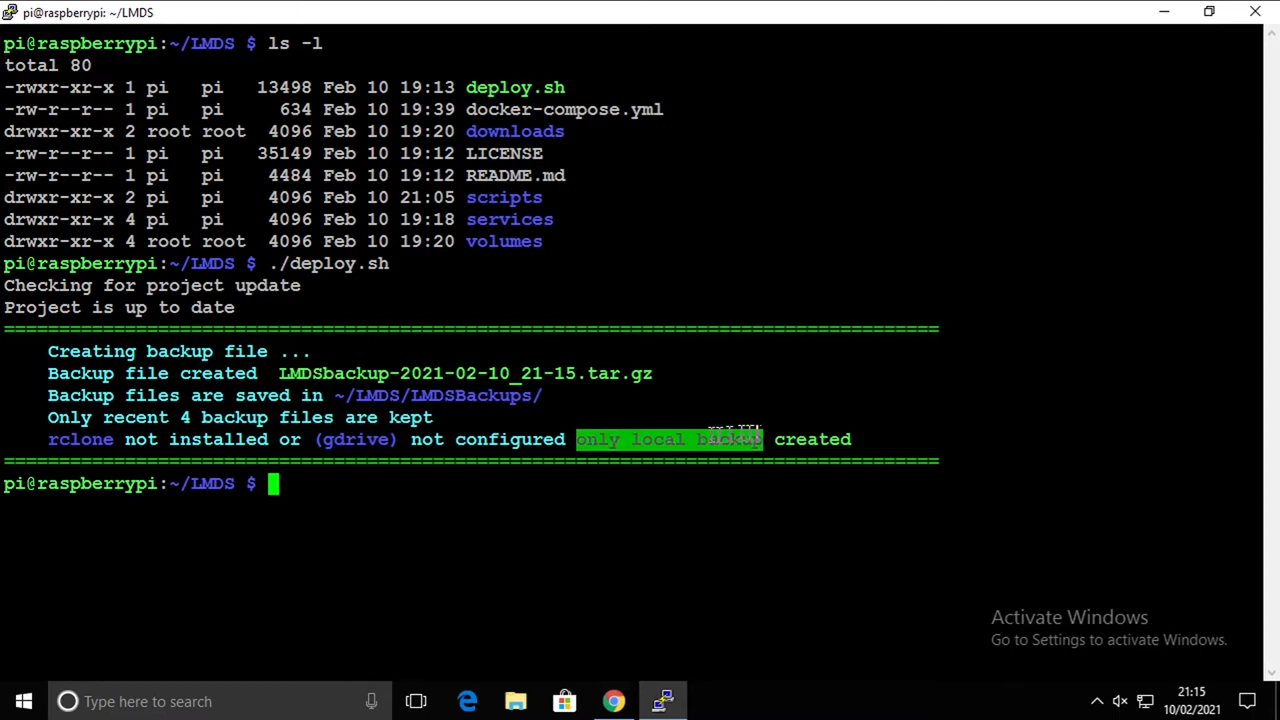 pi@raspberrypi: ~/LMDS
pi@raspberrypi:~/LMDS $ ls -l
total 80
-rwxr-xr-x 1 pi   pi   13498 Feb 10 19:13 deploy.sh
-rw-r--r-- 1 pi   pi     634 Feb 10 19:39 docker-compose.yml
drwxr-xr-x 2 root root  4096 Feb 10 19:20 downloads
-rw-r--r-- 1 pi   pi   35149 Feb 10 19:12 LICENSE
-rw-r--r-- 1 pi   pi    4484 Feb 10 19:12 README.md
drwxr-xr-x 2 pi   pi    4096 Feb 10 21:05 scripts
drwxr-xr-x 4 pi   pi    4096 Feb 10 19:18 services
drwxr-xr-x 4 root root  4096 Feb 10 19:20 volumes
pi@raspberrypi:~/LMDS $ ./deploy.sh
Checking for project update
Project is up to date
=====================================================================================
    Creating backup file ...
    Backup file created  LMDSbackup-2021-02-10_21-15.tar.gz
    Backup files are saved in ~/LMDS/LMDSBackups/
    Only recent 4 backup files are kept
    rclone not installed or (gdrive) not configured only local backup created
=====================================================================================
pi@raspberrypi:~/LMDS $
Activate Windows
Go to Settings to activate Windows.
Type here to search
21:15
10/02/2021